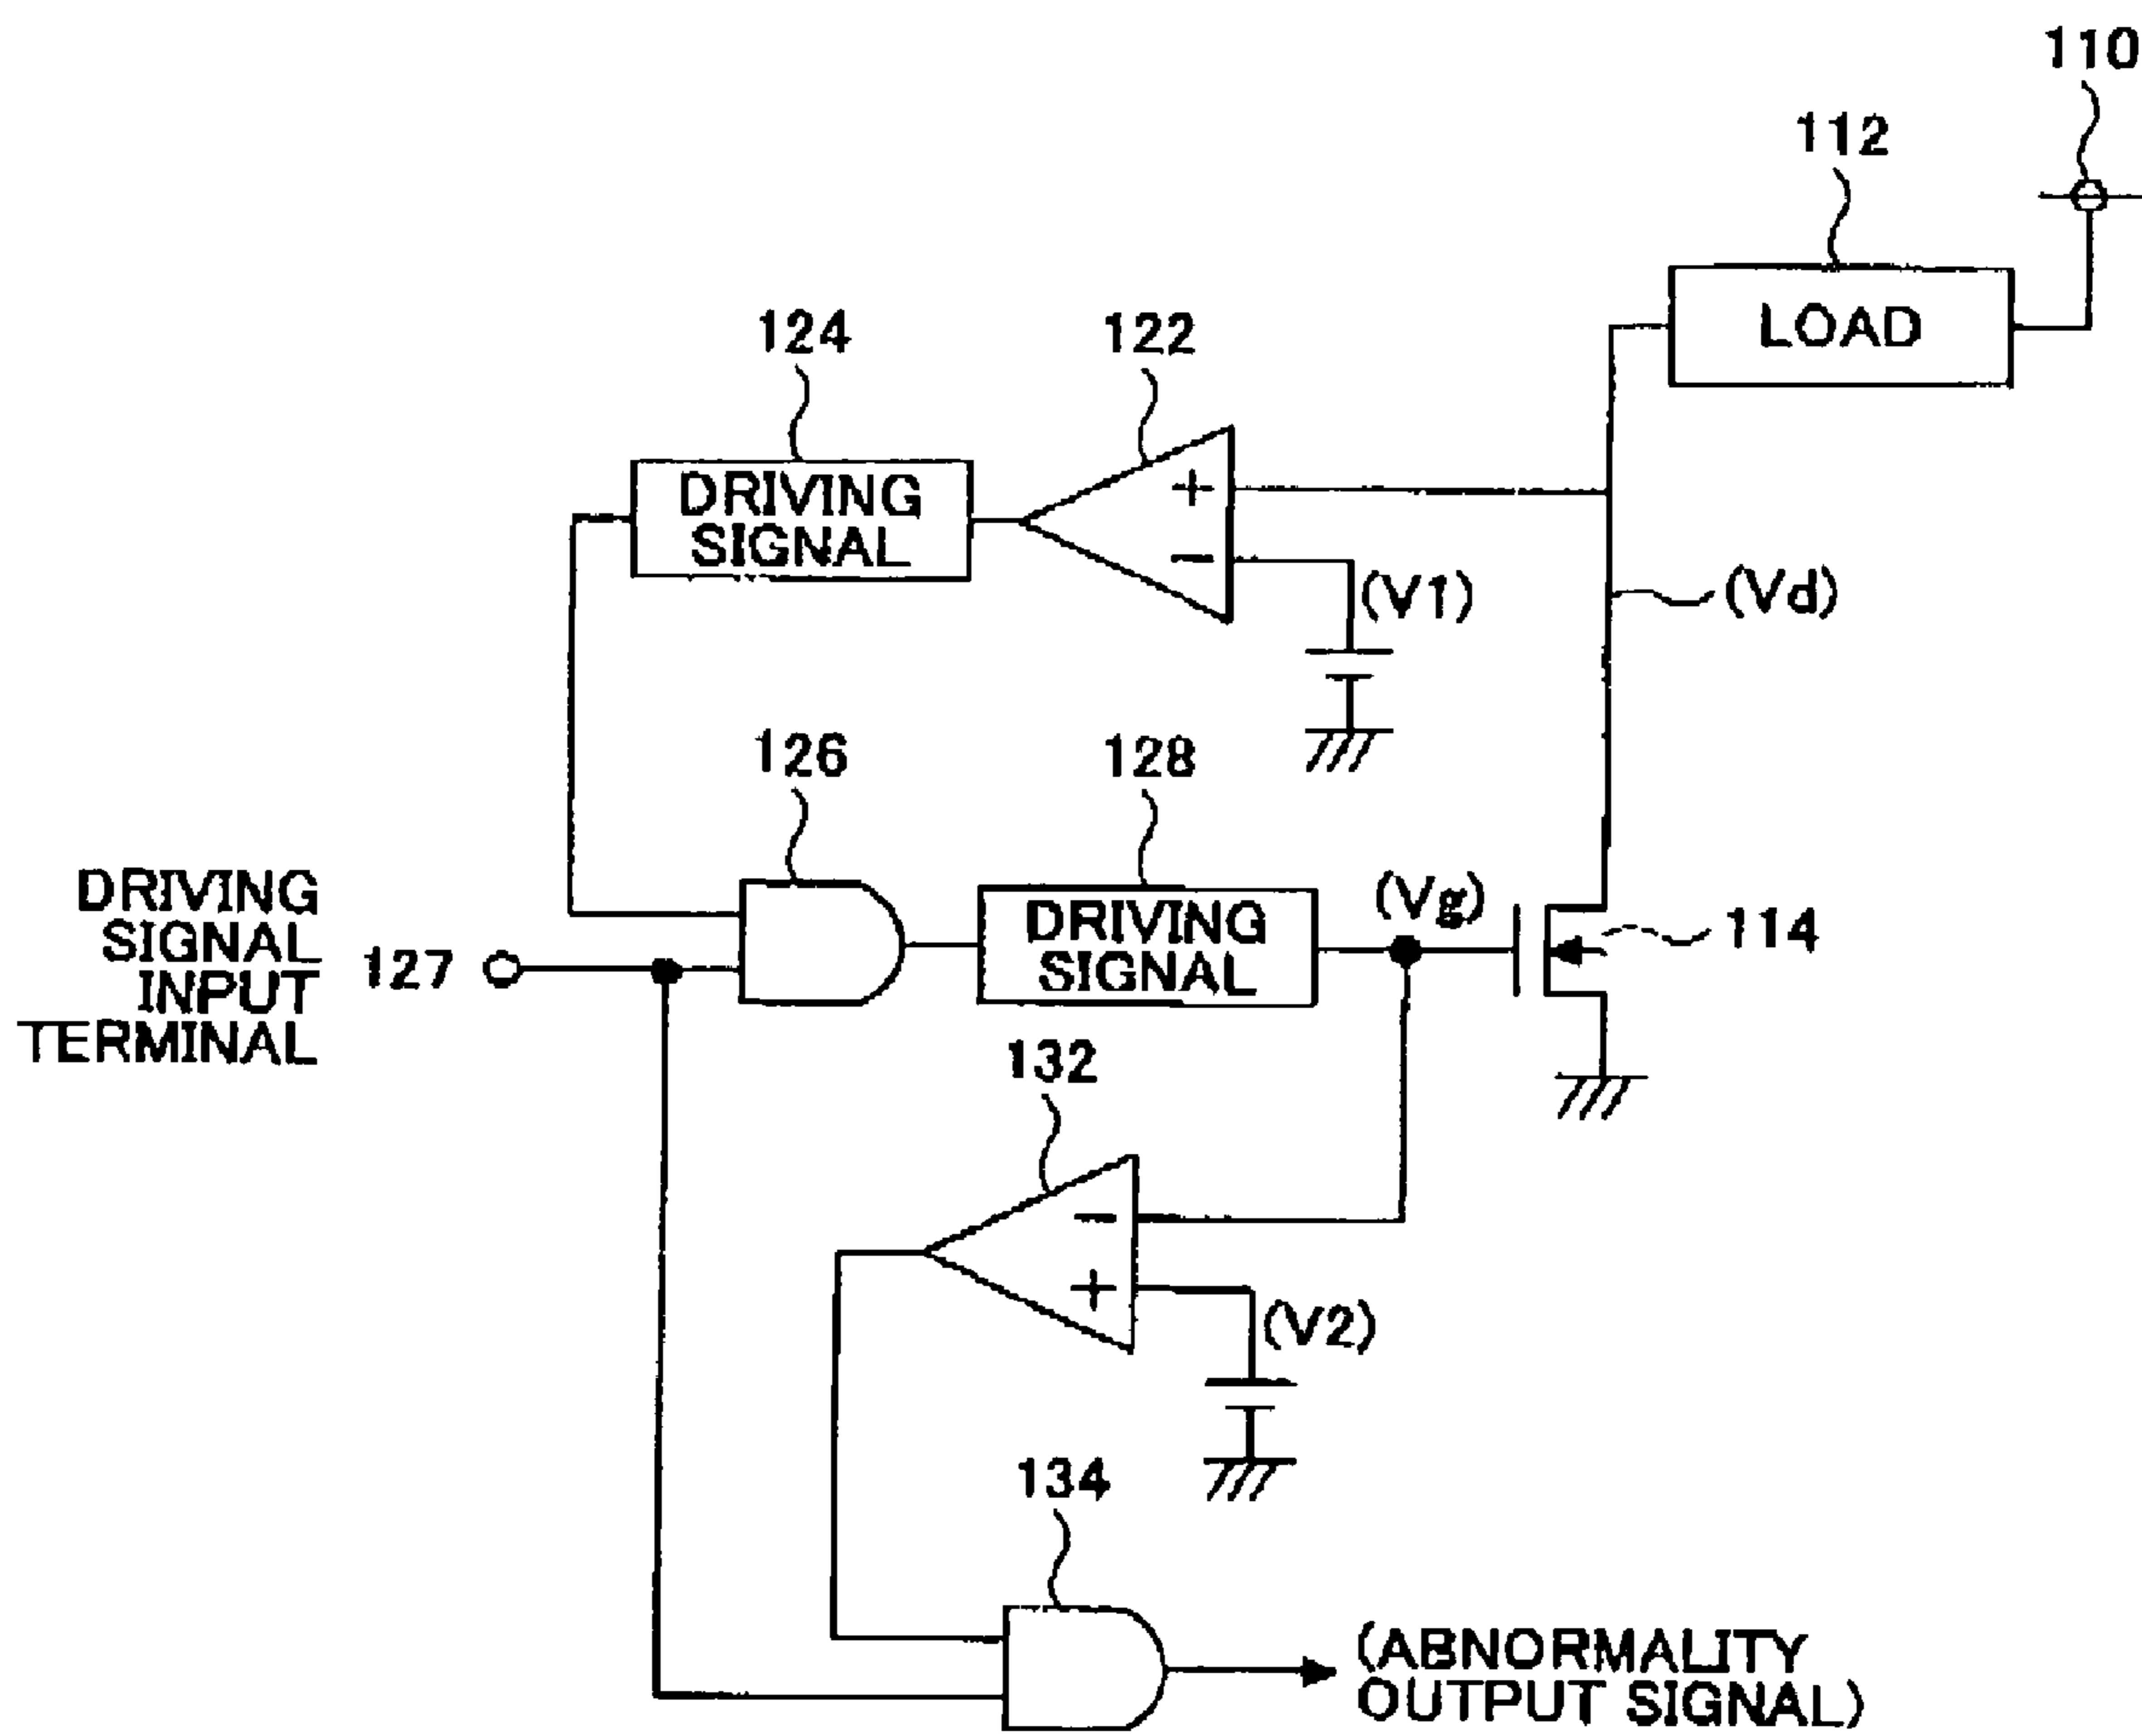 110
112
LOAD
124
122
DRIVING
SIGNAL
+
−
(V1)
(Vd)
126
128
DRIVING
SIGNAL
INPUT
TERMINAL
127
DRIVING
SIGNAL
(Vg)
114
132
−
+
(V2)
134
(ABNORMALITY
OUTPUT SIGNAL)